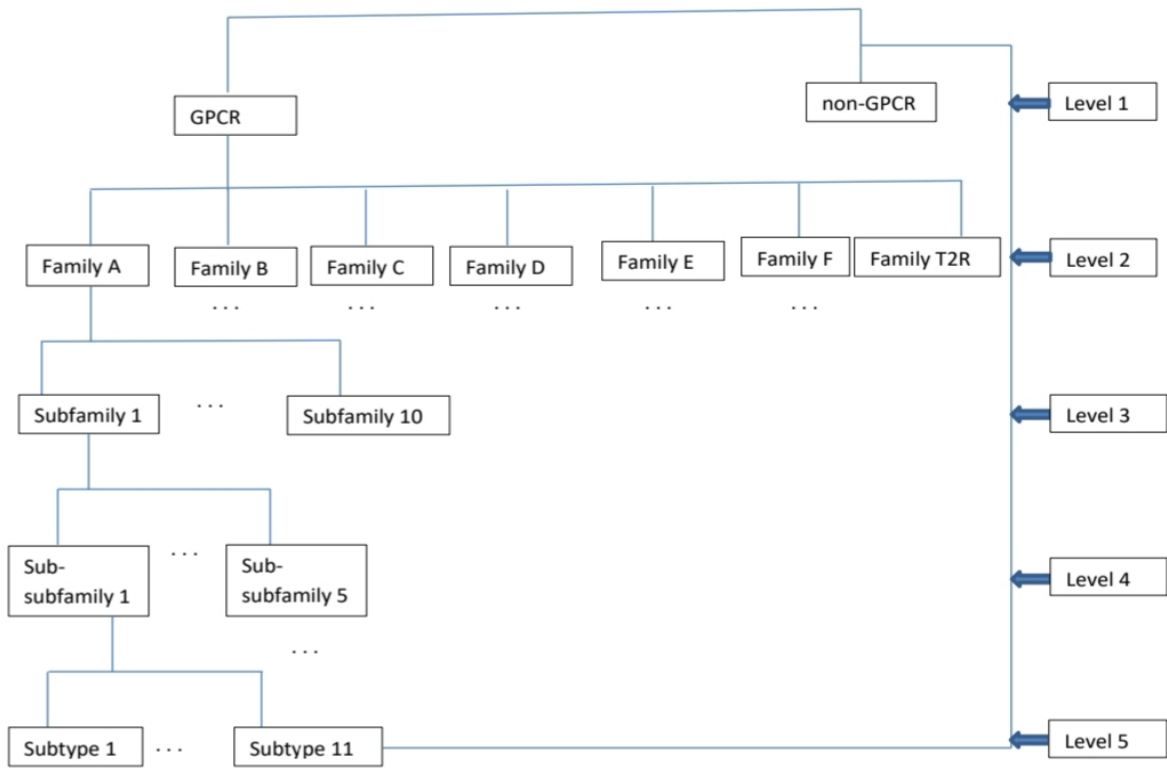 GPCR
non-GPCR
Level 1
Family A
Family B
Family C
Family D
Family E
Family F
Family T2R
Level 2
...
...
...
...
...
Subfamily 1
...
Subfamily 10
Level 3
Sub-
subfamily 1
...
Sub-
subfamily 5
Level 4
...
Subtype 1
...
Subtype 11
Level 5